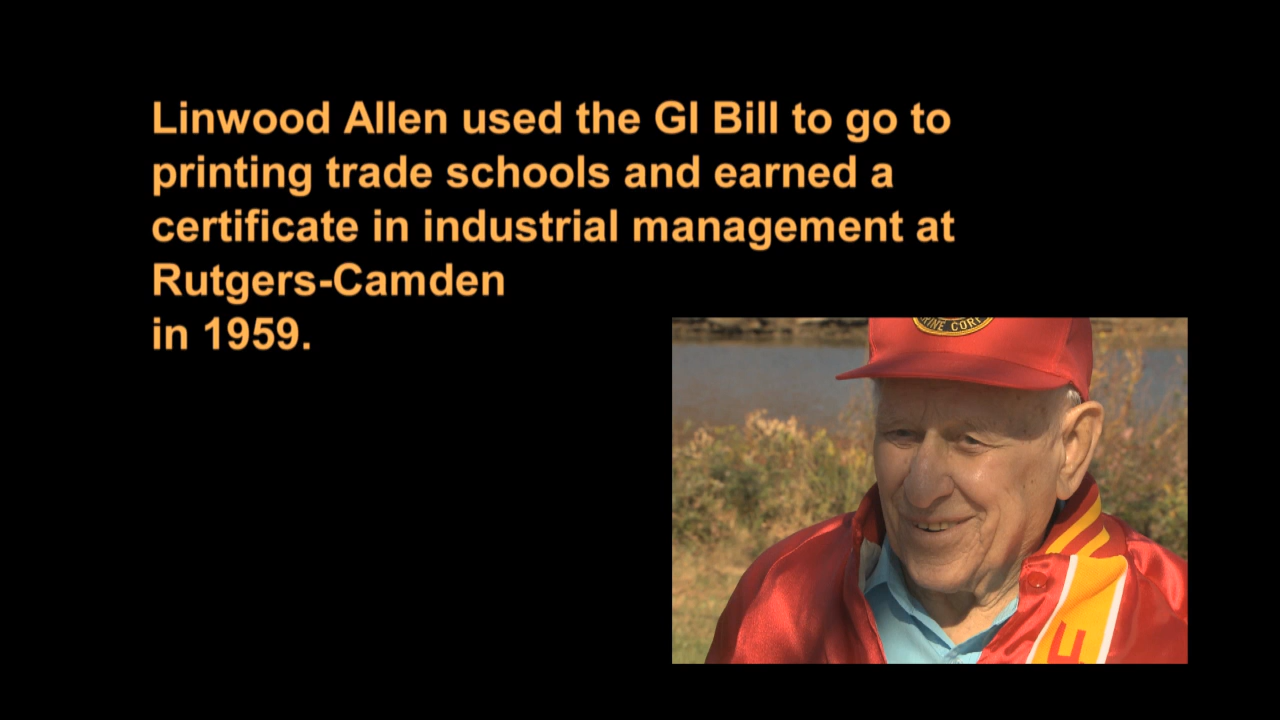 Linwood Allen used the GI Bill to go to
printing trade schools and earned a
certificate in industrial management at
Rutgers-Camden
in 1959.
E